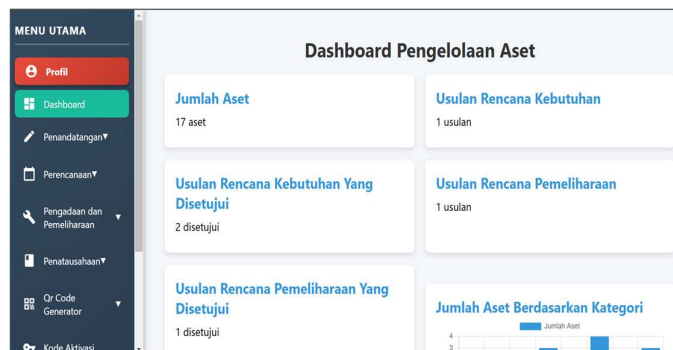 MENU UTAMA
Profil
Dashboard
Penandatangan▼
Perencanaan▼
Pengadaan dan
Pemeliharaan ▼
Penatausahaan▼
Qr Code
Generator ▼
Kode Aktivasi
Dashboard Pengelolaan Aset
Jumlah Aset
17 aset
Usulan Rencana Kebutuhan
1 usulan
Usulan Rencana Kebutuhan Yang
Disetujui
2 disetujui
Usulan Rencana Pemeliharaan
1 usulan
Usulan Rencana Pemeliharaan Yang
Disetujui
1 disetujui
Jumlah Aset Berdasarkan Kategori
Jumlah Aset
4
3